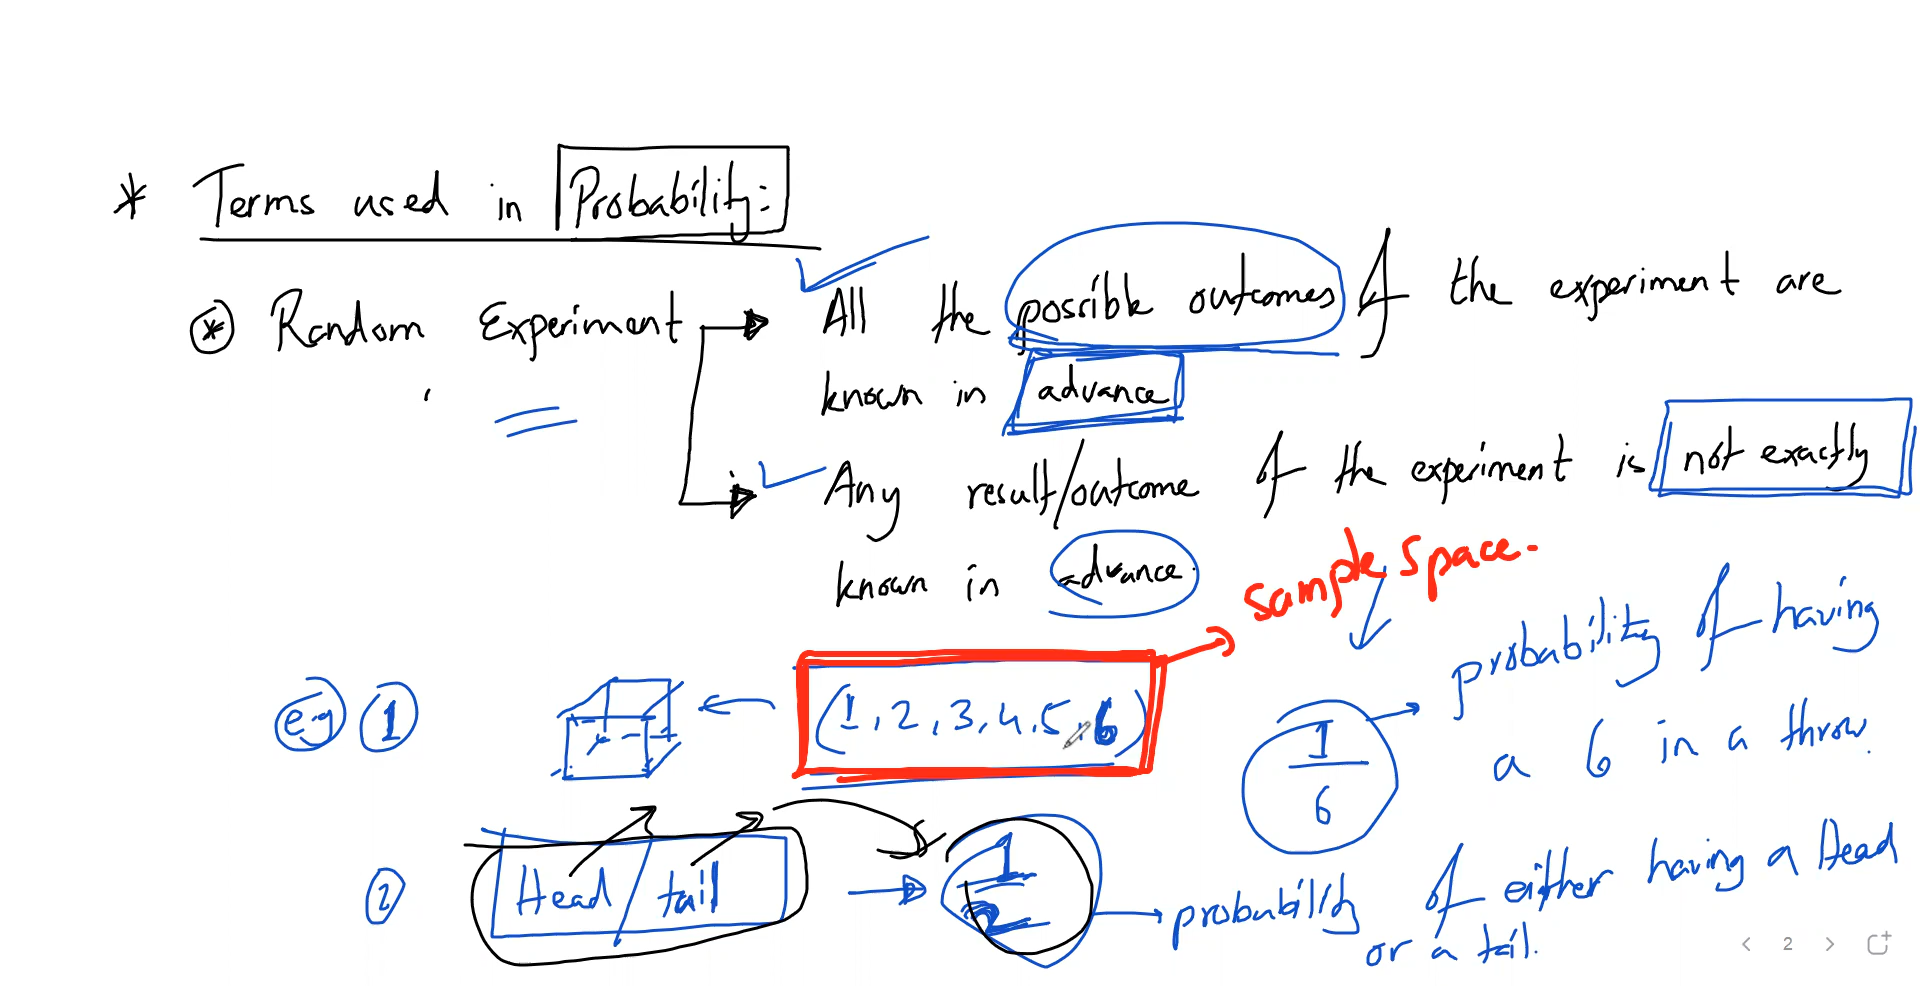 * Terms used in Probability:
* Random Experiment
All the possible outcomes of the experiment are
known in advance
Any result/outcome of the experiment is not exactly
known in advance.
sample space.
eg 1
(1, 2, 3, 4, 5, 6)
1
6
probability of having
a 6 in a throw.
2
Head / tail
1
2
probability of either having a Head
or a tail.
2